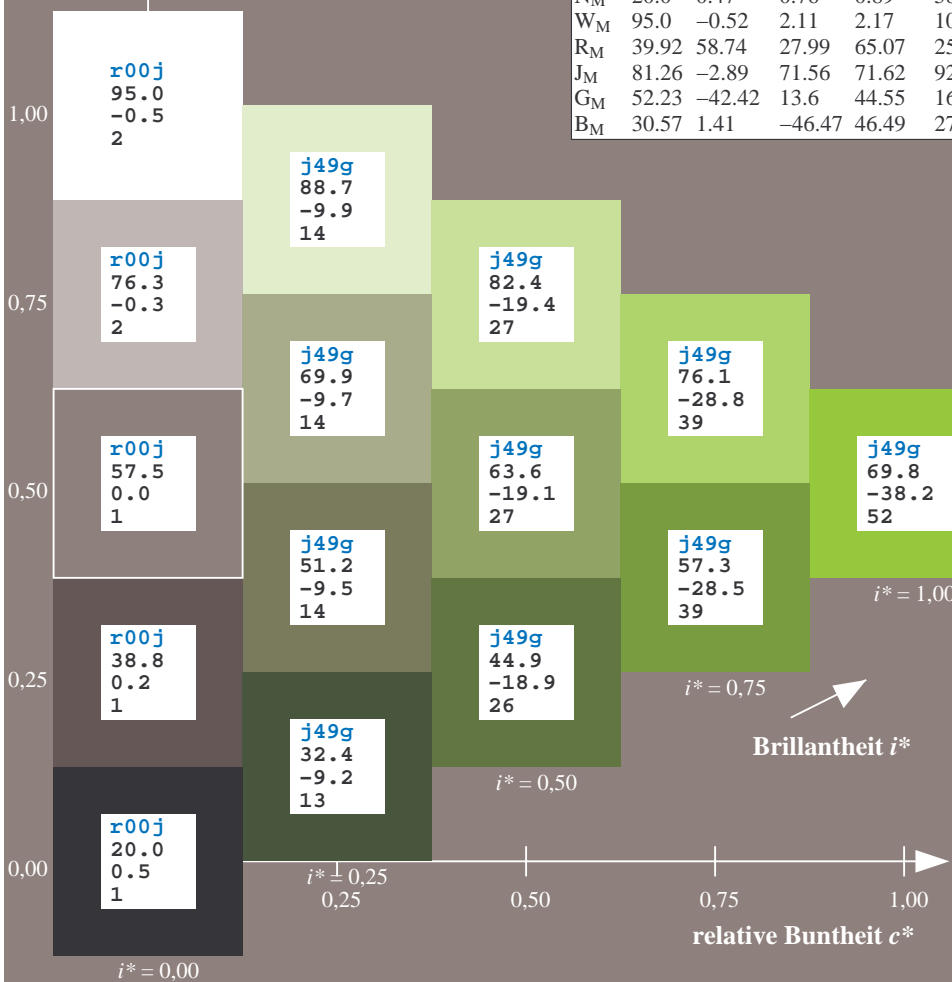 W_M 95.0 −0.52 2.11 2.17
R_M 39.92 58.74 27.99 65.07
J_M 81.26 −2.89 71.56 71.62 92
G_M 52.23 −42.42 13.6 44.55
B_M 30.57 1.41 −46.47 46.49
1,00
r00j
95.0
-0.5
2
j49g
88.7
-9.9
14
0,75
r00j
76.3
-0.3
2
j49g
82.4
-19.4
27
j49g
69.9
-9.7
14
j49g
76.1
-28.8
39
0,50
r00j
57.5
0.0
1
j49g
63.6
-19.1
27
j49g
69.8
-38.2
52
j49g
51.2
-9.5
14
j49g
57.3
-28.5
39
i* = 1,00
0,25
r00j
38.8
0.2
1
j49g
44.9
-18.9
26
i* = 0,75
j49g
32.4
-9.2
13
Brillantheit i*
i* = 0,50
0,00
r00j
20.0
0.5
1
i* = 0,25
0,25 0,50 0,75 1,00
relative Buntheit c*
i* = 0,00